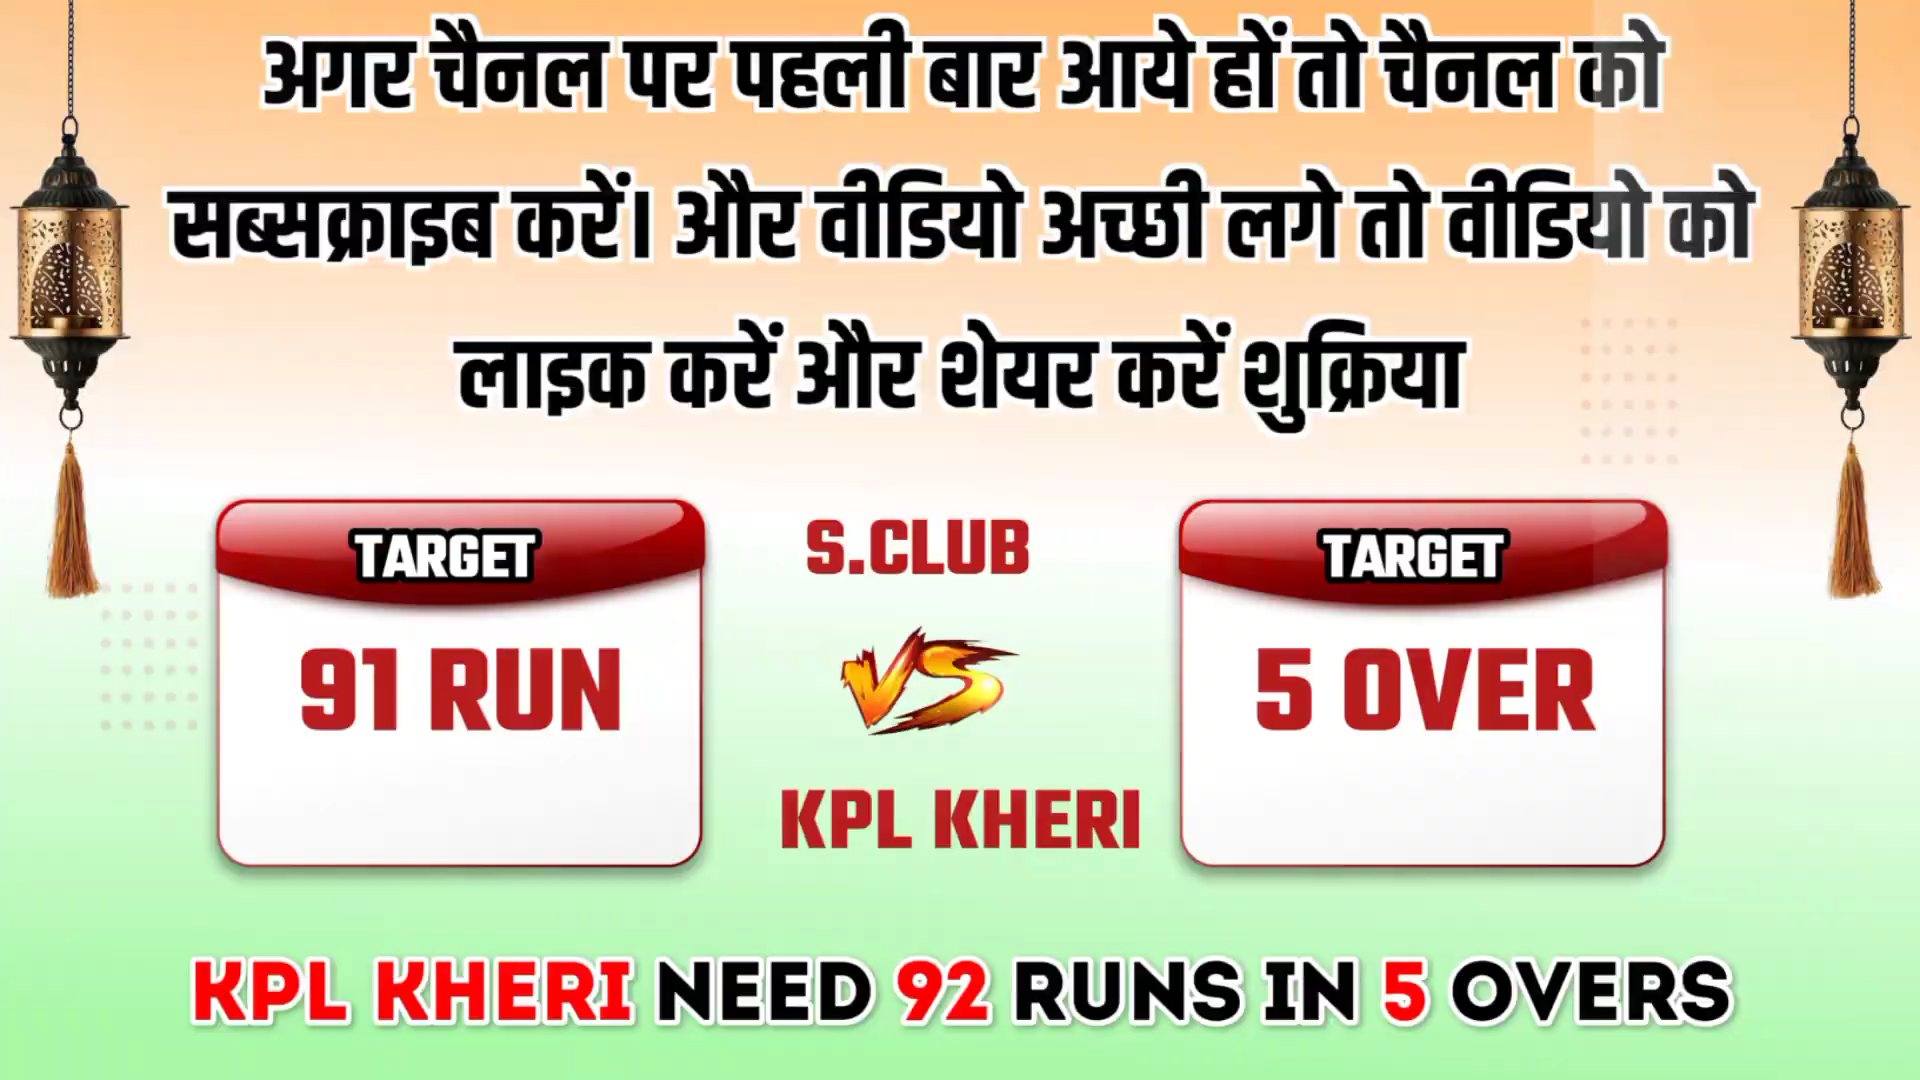 अगर चैनल पर पहली बार आये हों तो चैनल को
सब्सक्राइब करें। और वीडियो अच्छी लगे तो वीडियो को
लाइक करें और शेयर करें शुक्रिया
TARGET
91 RUN
S.CLUB
VS
KPL KHERI
TARGET
5 OVER
KPL KHERI NEED 92 RUNS IN 5 OVERS